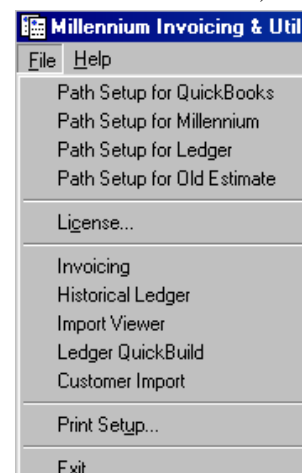 Millennium Invoicing & Util
File Help
Path Setup for QuickBooks
Path Setup for Millennium
Path Setup for Ledger
Path Setup for Old Estimate
License...
Invoicing
Historical Ledger
Import Viewer
Ledger QuickBuild
Customer Import
Print Setup...
Exit